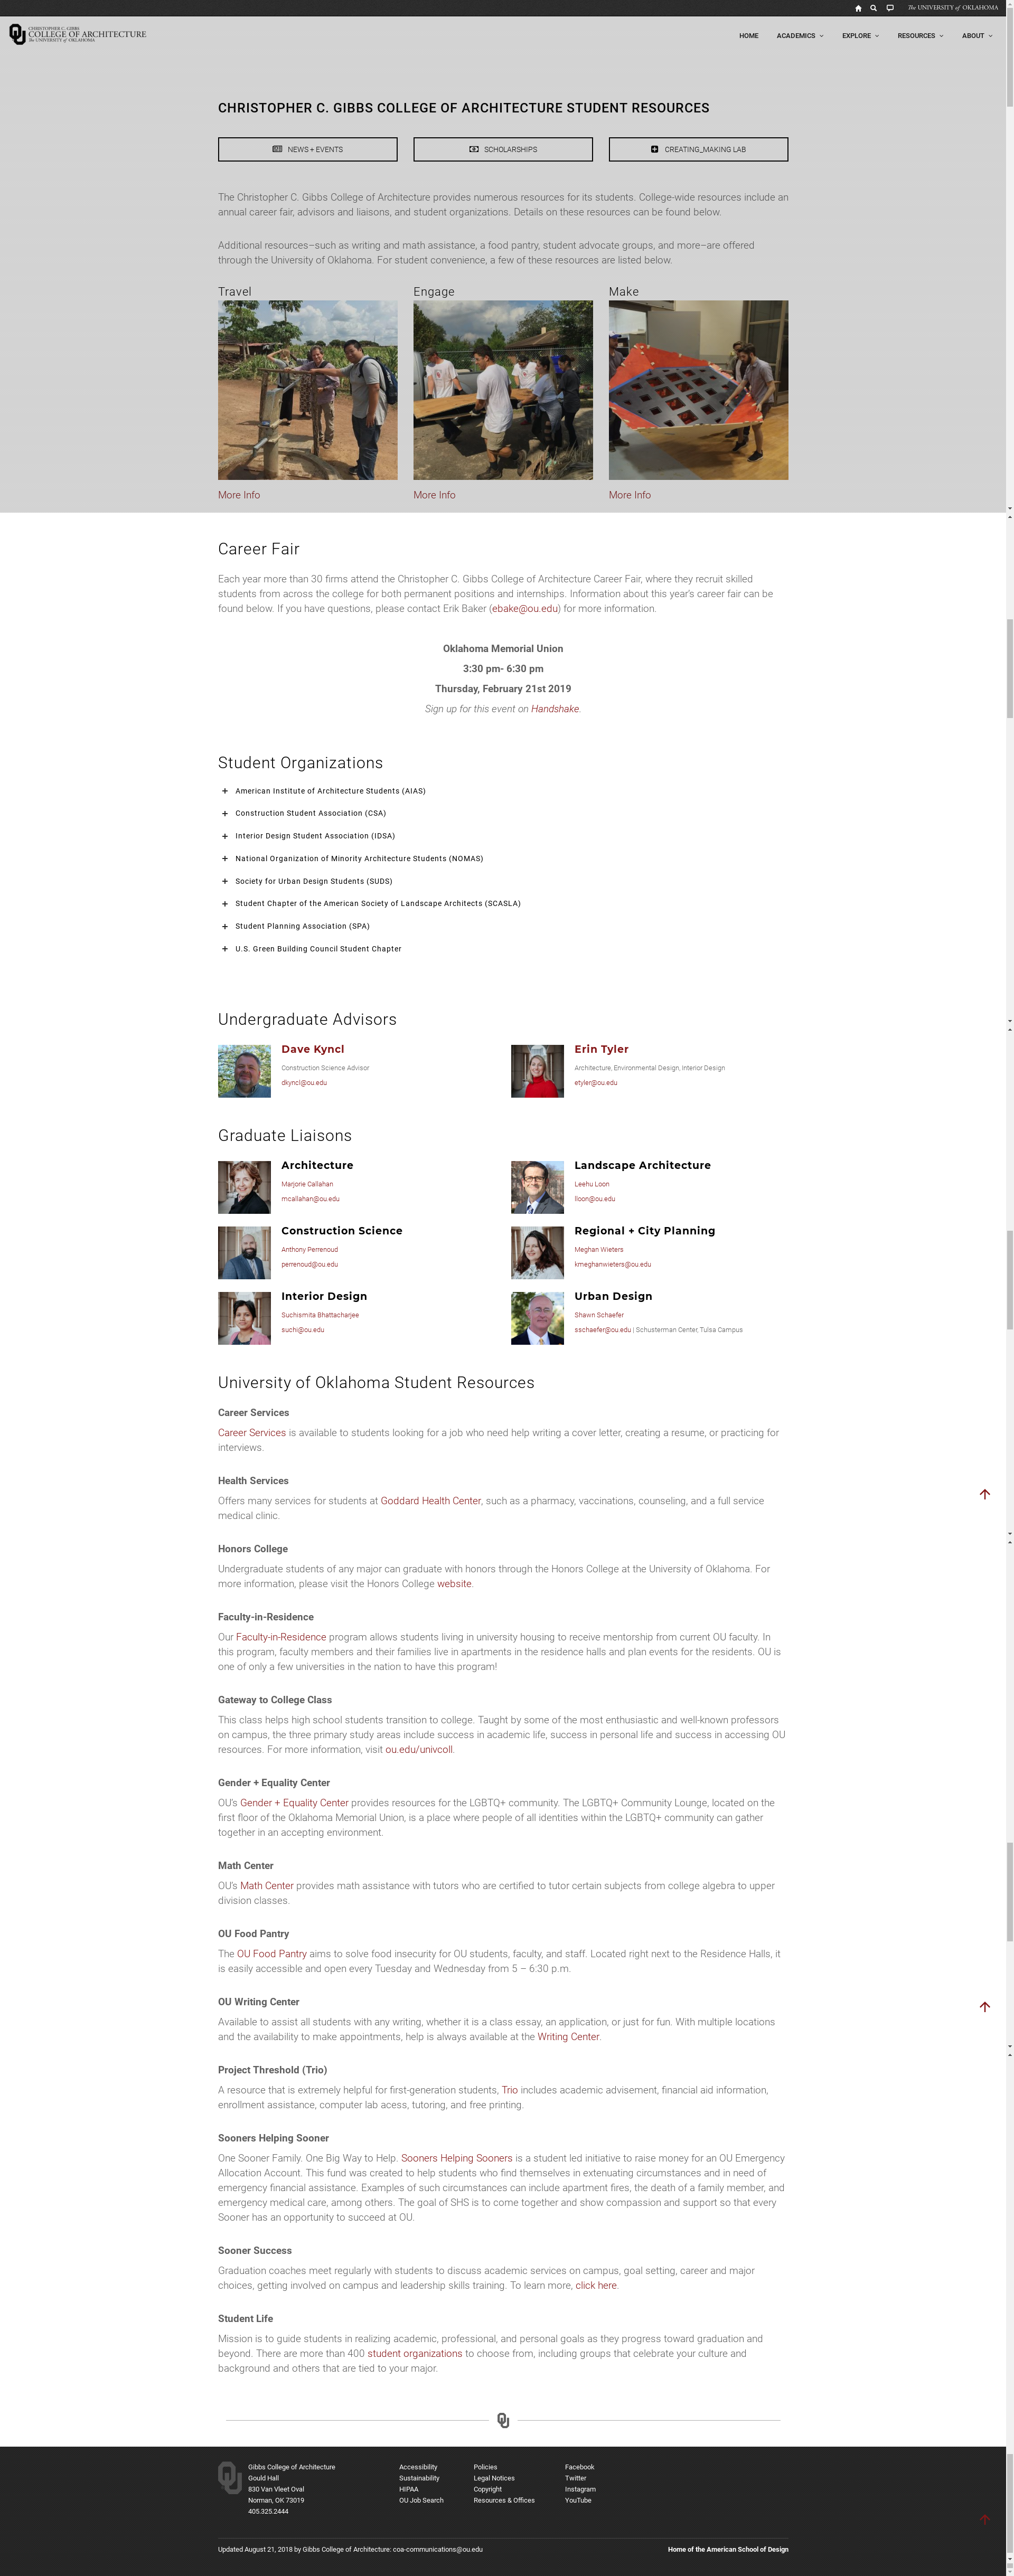 The UNIVERSITY of OKLAHOMA
CHRISTOPHER C. GIBBS
COLLEGE OF ARCHITECTURE
The UNIVERSITY of OKLAHOMA
HOME ACADEMICS EXPLORE RESOURCES ABOUT
CHRISTOPHER C. GIBBS COLLEGE OF ARCHITECTURE STUDENT RESOURCES
NEWS + EVENTS SCHOLARSHIPS CREATING_MAKING LAB
The Christopher C. Gibbs College of Architecture provides numerous resources for its students. College-wide resources include an
annual career fair, advisors and liaisons, and student organizations. Details on these resources can be found below.
Additional resources–such as writing and math assistance, a food pantry, student advocate groups, and more–are offered
through the University of Oklahoma. For student convenience, a few of these resources are listed below.
Travel Engage Make
More Info More Info More Info
Career Fair
Each year more than 30 firms attend the Christopher C. Gibbs College of Architecture Career Fair, where they recruit skilled
students from across the college for both permanent positions and internships. Information about this year's career fair can be
found below. If you have questions, please contact Erik Baker (ebake@ou.edu) for more information.
Oklahoma Memorial Union
3:30 pm- 6:30 pm
Thursday, February 21st 2019
Sign up for this event on Handshake.
Student Organizations
+ American Institute of Architecture Students (AIAS)
+ Construction Student Association (CSA)
+ Interior Design Student Association (IDSA)
+ National Organization of Minority Architecture Students (NOMAS)
+ Society for Urban Design Students (SUDS)
+ Student Chapter of the American Society of Landscape Architects (SCASLA)
+ Student Planning Association (SPA)
+ U.S. Green Building Council Student Chapter
Undergraduate Advisors
Dave Kyncl
Construction Science Advisor
dkyncl@ou.edu
Erin Tyler
Architecture, Environmental Design, Interior Design
etyler@ou.edu
Graduate Liaisons
Architecture
Marjorie Callahan
mcallahan@ou.edu
Landscape Architecture
Leehu Loon
lloon@ou.edu
Construction Science
Anthony Perrenoud
perrenoud@ou.edu
Regional + City Planning
Meghan Wieters
kmeghanwieters@ou.edu
Interior Design
Suchismita Bhattacharjee
suchi@ou.edu
Urban Design
Shawn Schaefer
sschaefer@ou.edu | Schusterman Center, Tulsa Campus
University of Oklahoma Student Resources
Career Services
Career Services is available to students looking for a job who need help writing a cover letter, creating a resume, or practicing for
interviews.
Health Services
Offers many services for students at Goddard Health Center, such as a pharmacy, vaccinations, counseling, and a full service
medical clinic.
Honors College
Undergraduate students of any major can graduate with honors through the Honors College at the University of Oklahoma. For
more information, please visit the Honors College website.
Faculty-in-Residence
Our Faculty-in-Residence program allows students living in university housing to receive mentorship from current OU faculty. In
this program, faculty members and their families live in apartments in the residence halls and plan events for the residents. OU is
one of only a few universities in the nation to have this program!
Gateway to College Class
This class helps high school students transition to college. Taught by some of the most enthusiastic and well-known professors
on campus, the three primary study areas include success in academic life, success in personal life and success in accessing OU
resources. For more information, visit ou.edu/univcoll.
Gender + Equality Center
OU's Gender + Equality Center provides resources for the LGBTQ+ community. The LGBTQ+ Community Lounge, located on the
first floor of the Oklahoma Memorial Union, is a place where people of all identities within the LGBTQ+ community can gather
together in an accepting environment.
Math Center
OU's Math Center provides math assistance with tutors who are certified to tutor certain subjects from college algebra to upper
division classes.
OU Food Pantry
The OU Food Pantry aims to solve food insecurity for OU students, faculty, and staff. Located right next to the Residence Halls, it
is easily accessible and open every Tuesday and Wednesday from 5 – 6:30 p.m.
OU Writing Center
Available to assist all students with any writing, whether it is a class essay, an application, or just for fun. With multiple locations
and the availability to make appointments, help is always available at the Writing Center.
Project Threshold (Trio)
A resource that is extremely helpful for first-generation students, Trio includes academic advisement, financial aid information,
enrollment assistance, computer lab acess, tutoring, and free printing.
Sooners Helping Sooner
One Sooner Family. One Big Way to Help. Sooners Helping Sooners is a student led initiative to raise money for an OU Emergency
Allocation Account. This fund was created to help students who find themselves in extenuating circumstances and in need of
emergency financial assistance. Examples of such circumstances can include apartment fires, the death of a family member, and
emergency medical care, among others. The goal of SHS is to come together and show compassion and support so that every
Sooner has an opportunity to succeed at OU.
Sooner Success
Graduation coaches meet regularly with students to discuss academic services on campus, goal setting, career and major
choices, getting involved on campus and leadership skills training. To learn more, click here.
Student Life
Mission is to guide students in realizing academic, professional, and personal goals as they progress toward graduation and
beyond. There are more than 400 student organizations to choose from, including groups that celebrate your culture and
background and others that are tied to your major.
Gibbs College of Architecture
Gould Hall
830 Van Vleet Oval
Norman, OK 73019
405.325.2444
Accessibility
Sustainability
HIPAA
OU Job Search
Policies
Legal Notices
Copyright
Resources & Offices
Facebook
Twitter
Instagram
YouTube
Updated August 21, 2018 by Gibbs College of Architecture: coa-communications@ou.edu
Home of the American School of Design